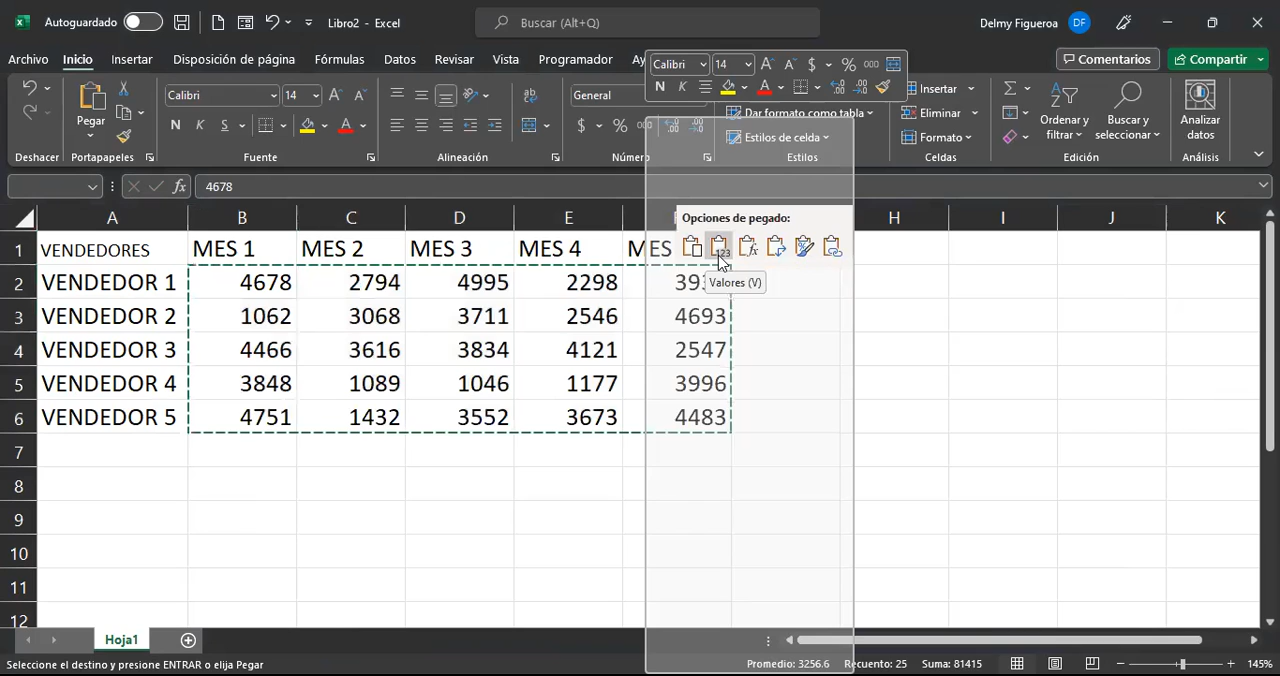 Autoguardado Libro2 - Excel Buscar (Alt+Q) Delmy Figueroa DF
Archivo Inicio Insertar Disposición de página Fórmulas Datos Revisar Vista Programador Ay Comentarios Compartir
Calibri 14 $ % 000
N K A
Pegar Calibri 14 General Insertar
N K S A $ % 000 Dar formato como tabla Eliminar Ordenar y filtrar Buscar y seleccionar Analizar datos
Estilos de celda Formato
Deshacer Portapapeles Fuente Alineación Número Estilos Celdas Edición Análisis
fx 4678
A B C D E H I J K
Opciones de pegado:
1 VENDEDORES MES 1 MES 2 MES 3 MES 4 MES
Valores (V)
2 VENDEDOR 1 4678 2794 4995 2298
3 VENDEDOR 2 1062 3068 3711 2546 4693
4 VENDEDOR 3 4466 3616 3834 4121 2547
5 VENDEDOR 4 3848 1089 1046 1177 3996
6 VENDEDOR 5 4751 1432 3552 3673 4483
7
8
9
10
11
12
Hoja1
Seleccione el destino y presione ENTRAR o elija Pegar Promedio: 3256.6 Recuento: 25 Suma: 81415 145%